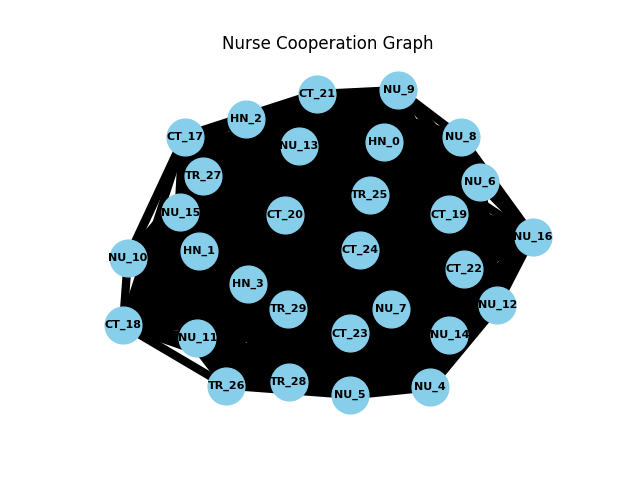 Nurse Cooperation Graph
NU_9
CT_21
HN_2
CT_17
NU_8
HN_0
NU_13
TR_27
NU_6
TR_25
NU_15
CT_20
CT_19
NU_16
HN_1
CT_24
NU_10
CT_22
HN_3
NU_12
TR_29
NU_7
CT_18
CT_23
NU_14
NU_11
TR_26
TR_28
NU_4
NU_5